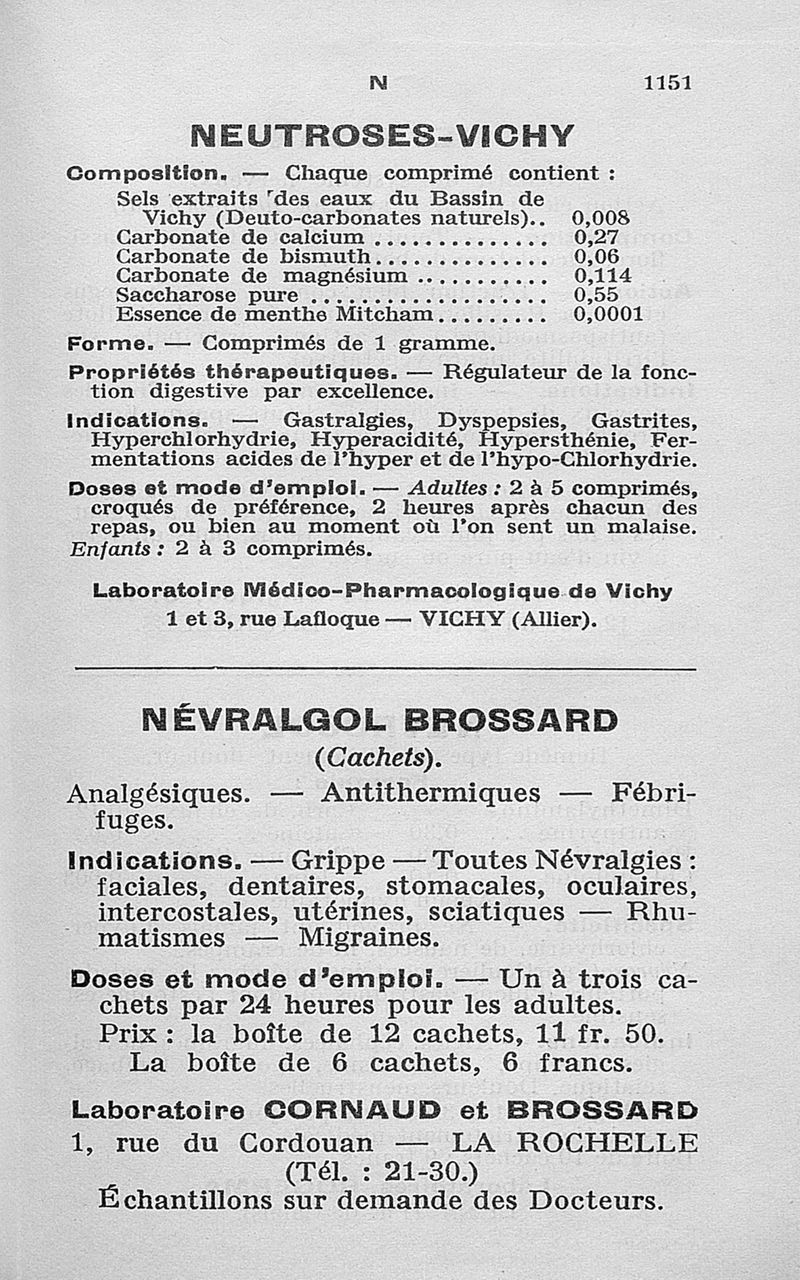 N 1151
NEUTROSES-VICHY
Composition. — Chaque comprimé contient :
Sels extraits des eaux du Bassin de
Vichy (Deuto-carbonates naturels).. 0,008
Carbonate de calcium .............. 0,27
Carbonate de bismuth.............. 0,06
Carbonate de magnésium ........... 0,114
Saccharose pure .................... 0,55
Essence de menthe Mitcham......... 0,0001
Forme. — Comprimés de 1 gramme.
Propriétés thérapeutiques. — Régulateur de la fonc-
tion digestive par excellence.
Indications. — Gastralgies, Dyspepsies, Gastrites,
Hyperchlorhydrie, Hyperacidité, Hypersthénie, Fer-
mentations acides de l'hyper et de l'hypo-Chlorhydrie.
Doses et mode d'emploi. — Adultes : 2 à 5 comprimés,
croqués de préférence, 2 heures après chacun des
repas, ou bien au moment où l'on sent un malaise.
Enfants : 2 à 3 comprimés.
Laboratoire Médico-Pharmacologique de Vichy
1 et 3, rue Lafloque — VICHY (Allier).
NÉVRALGOL BROSSARD
(Cachets).
Analgésiques. — Antithermiques — Fébri-
fuges.
Indications. — Grippe — Toutes Névralgies :
faciales, dentaires, stomacales, oculaires,
intercostales, utérines, sciatiques — Rhu-
matismes — Migraines.
Doses et mode d'emploi. — Un à trois ca-
chets par 24 heures pour les adultes.
Prix : la boîte de 12 cachets, 11 fr. 50.
La boîte de 6 cachets, 6 francs.
Laboratoire CORNAUD et BROSSARD
1, rue du Cordouan — LA ROCHELLE
(Tél. : 21-30.)
Échantillons sur demande des Docteurs.